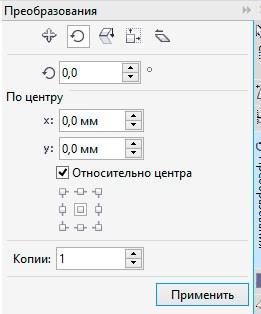 Преобразования
0,0 °
По центру
x: 0,0 мм
y: 0,0 мм
Относительно центра
Копии: 1
Применить